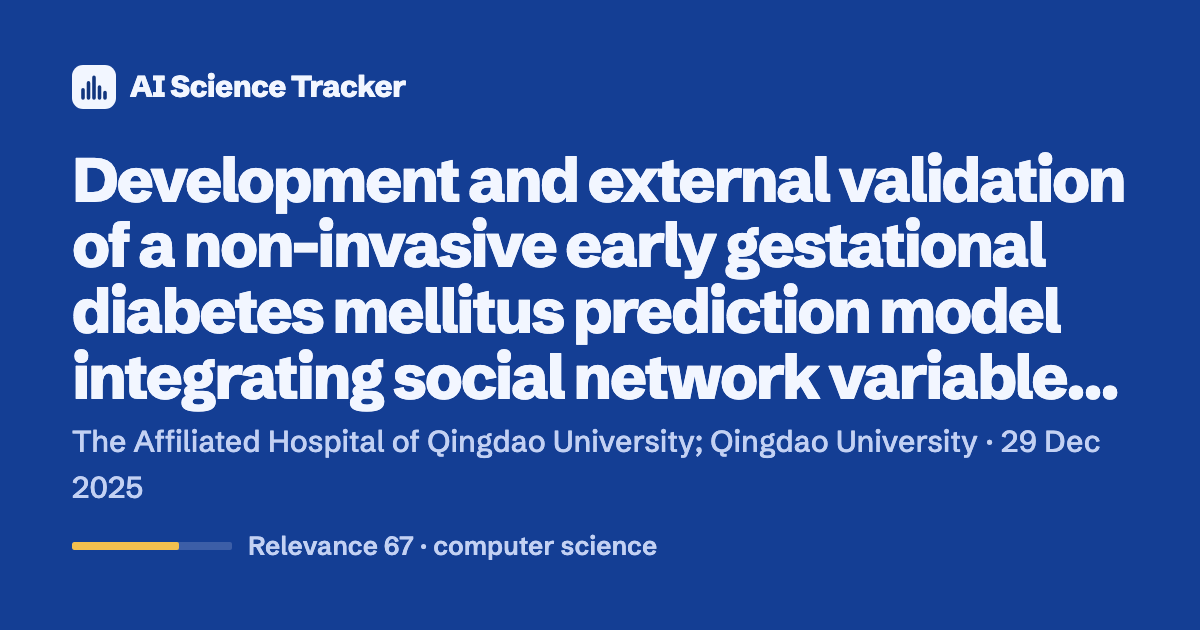 AI Science Tracker
Development and external validation
of a non-invasive early gestational
diabetes mellitus prediction model
integrating social network variable...
The Affiliated Hospital of Qingdao University; Qingdao University · 29 Dec
2025
Relevance 67 · computer science